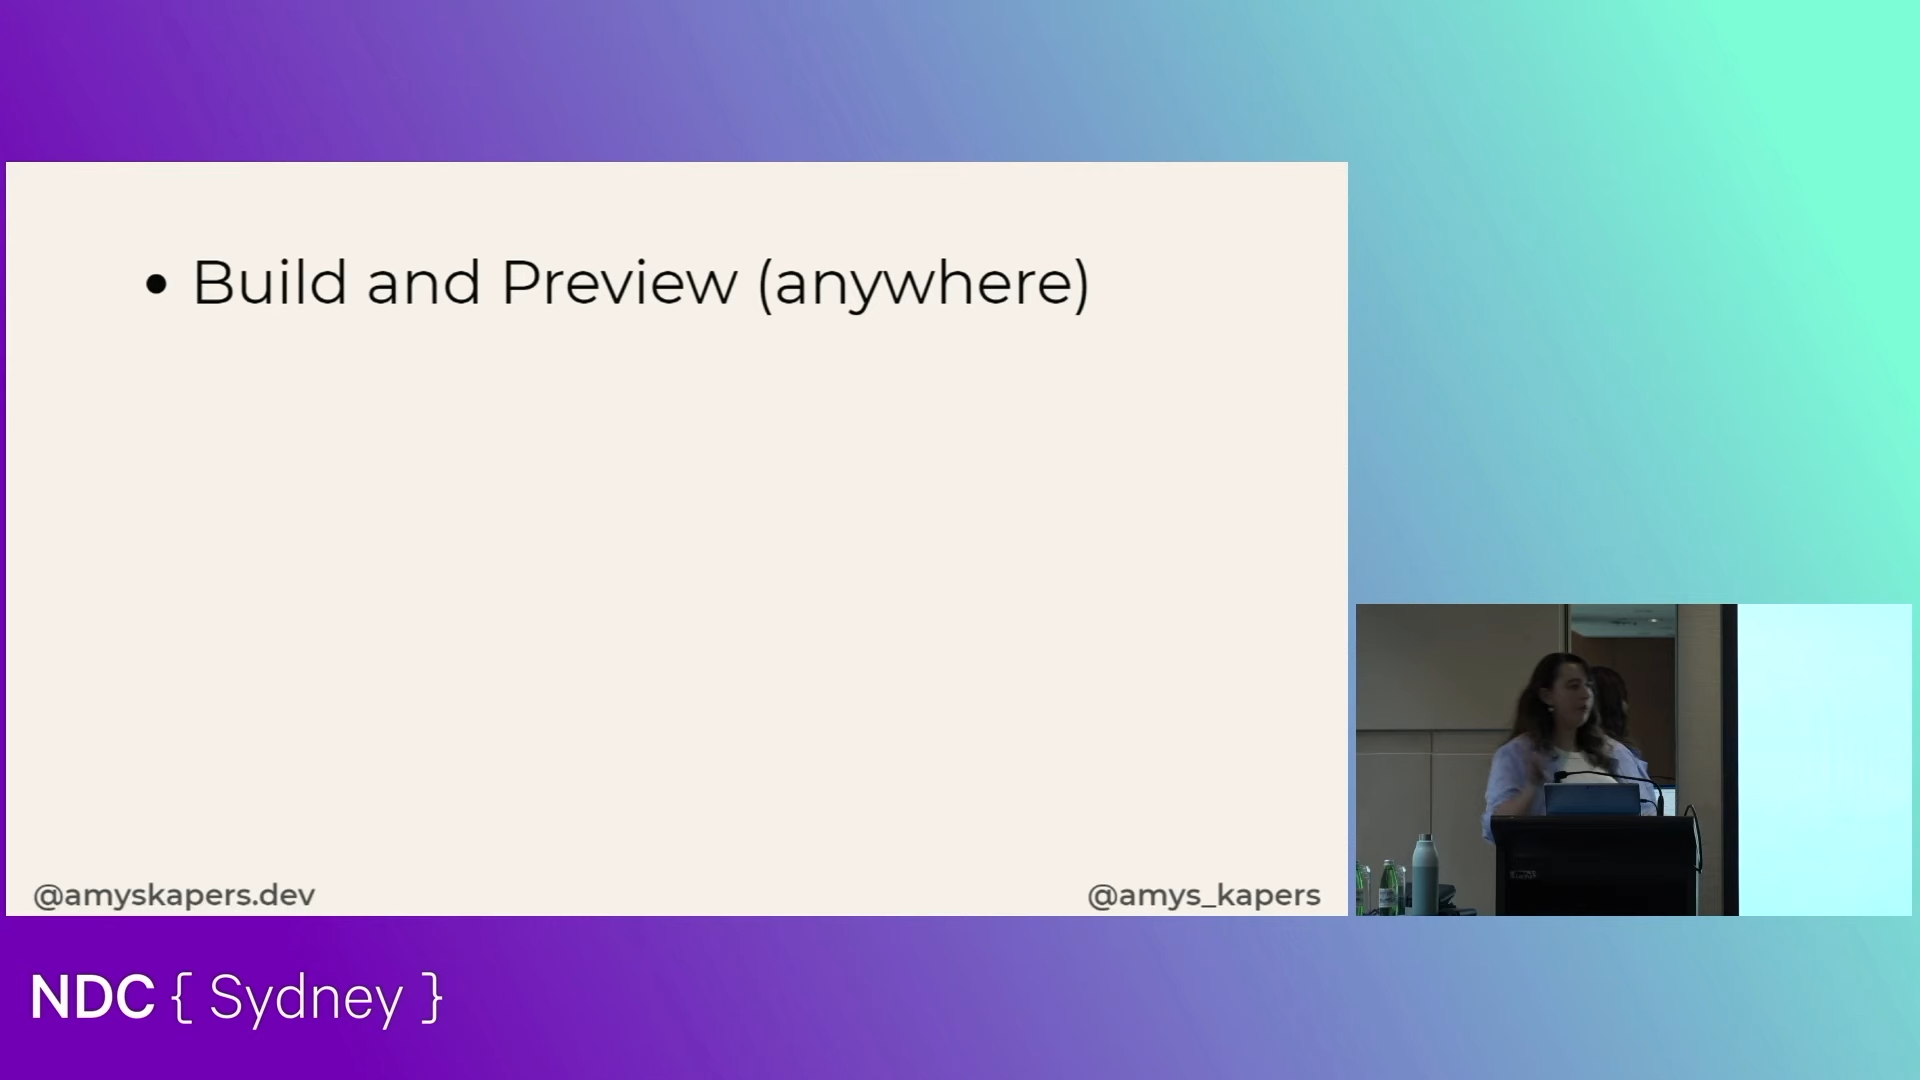 • Build and Preview (anywhere)
@amyskapers.dev
@amys_kapers
NDC { Sydney }